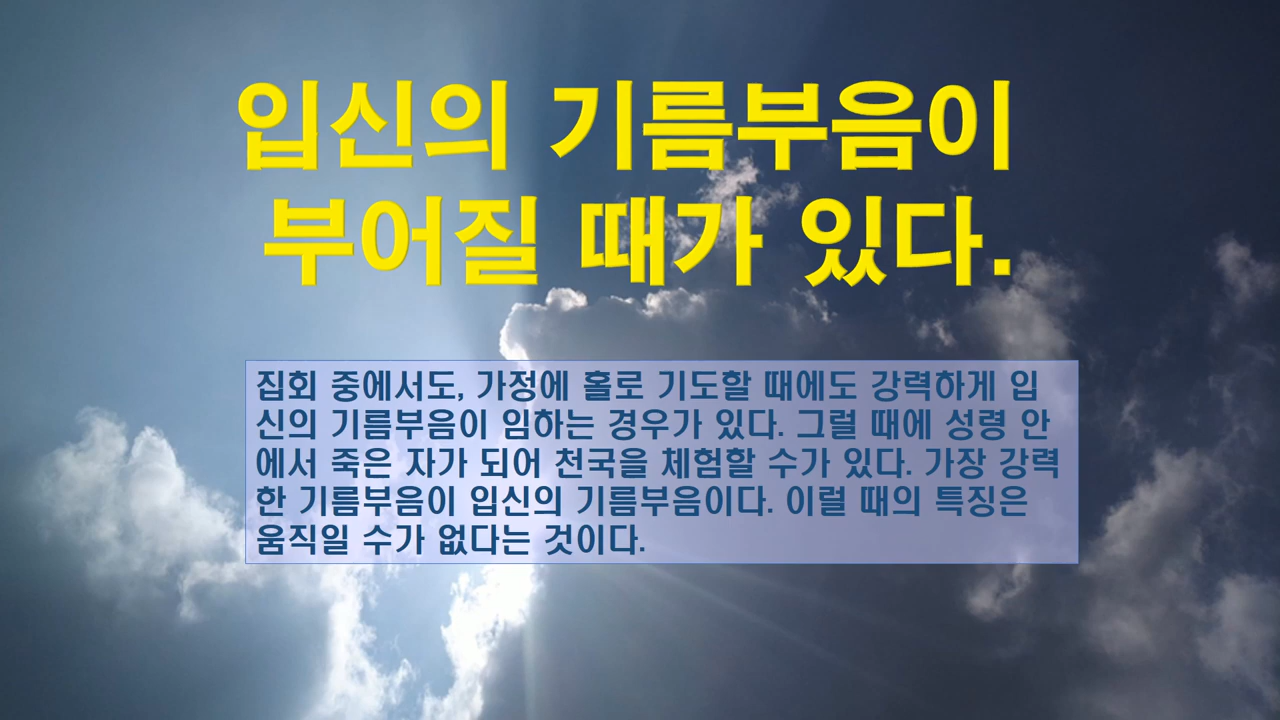 입신의 기름부음이
부어질 때가 있다.
집회 중에서도, 가정에 홀로 기도할 때에도 강력하게 입
신의 기름부음이 임하는 경우가 있다. 그럴 때에 성령 안
에서 죽은 자가 되어 천국을 체험할 수가 있다. 가장 강력
한 기름부음이 입신의 기름부음이다. 이럴 때의 특징은
움직일 수가 없다는 것이다.